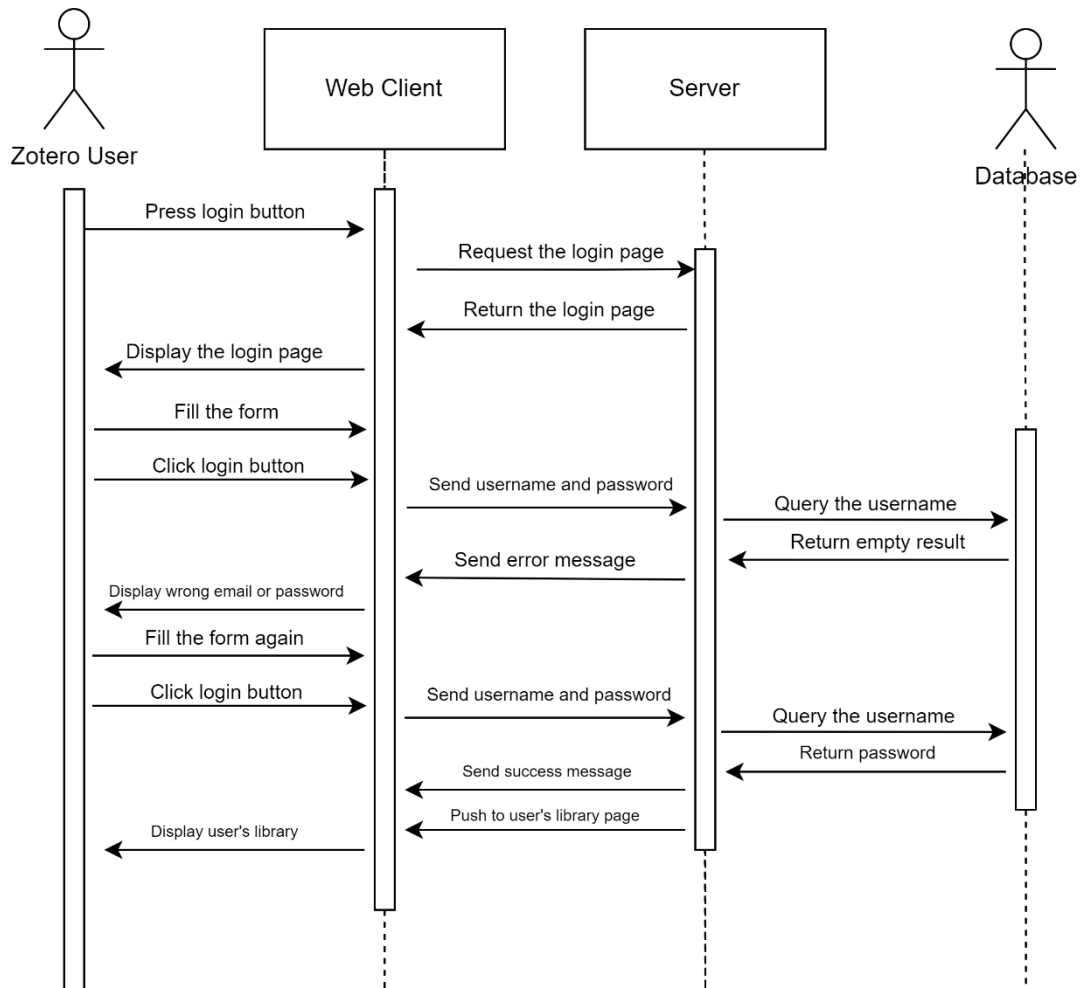 Web Client
Server
Zotero User
Database
Press login button
Request the login page
Return the login page
Display the login page
Fill the form
Click login button
Send username and password
Query the username
Return empty result
Send error message
Display wrong email or password
Fill the form again
Click login button
Send username and password
Query the username
Return password
Send success message
Push to user's library page
Display user's library